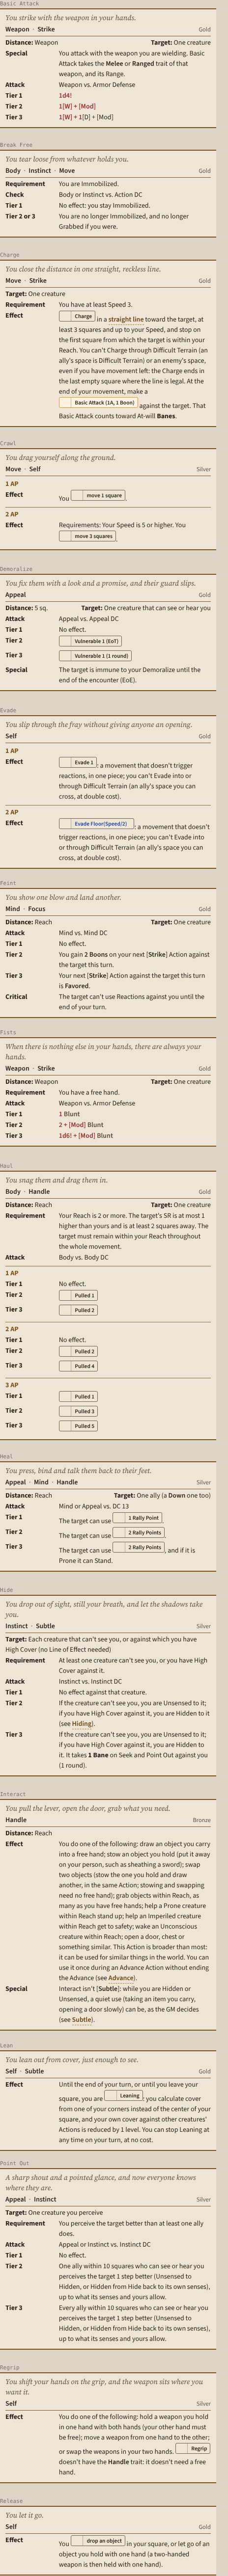 Basic Attack
You strike with the weapon in your hands.
Weapon · Strike Gold
Distance: Weapon Target: One creature
Special You attack with the weapon you are wielding. Basic
Attack takes the Melee or Ranged trait of that
weapon, and its Range.
Attack Weapon vs. Armor Defense
Tier 1 1d4!
Tier 2 1[W] + [Mod]
Tier 3 1[W] + 1[D] + [Mod]
Break Free
You tear loose from whatever holds you.
Body · Instinct · Move Gold
Requirement You are Immobilized.
Check Body or Instinct vs. Action DC
Tier 1 No effect: you stay Immobilized.
Tier 2 or 3 You are no longer Immobilized, and no longer
Grabbed if you were.
Charge
You close the distance in one straight, reckless line.
Move · Strike Gold
Target: One creature
Requirement You have at least Speed 3.
Effect Charge in a straight line toward the target, at
least 3 squares and up to your Speed, and stop on
the first square from which the target is within your
Reach. You can't Charge through Difficult Terrain (an
ally's space is Difficult Terrain) or an enemy's space,
even if you have movement left: the Charge ends in
the last empty square where the line is legal. At the
end of your movement, make a
Basic Attack (1A, 1 Boon) against the target. That
Basic Attack counts toward At-will Banes.
Crawl
You drag yourself along the ground.
Move · Self Silver
1 AP
Effect You move 1 square.
2 AP
Effect Requirements: Your Speed is 5 or higher. You
move 3 squares.
Demoralize
You fix them with a look and a promise, and their guard slips.
Appeal Gold
Distance: 5 sq. Target: One creature that can see or hear you
Attack Appeal vs. Appeal DC
Tier 1 No effect.
Tier 2 Vulnerable 1 (EoT)
Tier 3 Vulnerable 1 (1 round)
Special The target is immune to your Demoralize until the
end of the encounter (EoE).
Evade
You slip through the fray without giving anyone an opening.
Self Gold
1 AP
Effect Evade 1: a movement that doesn't trigger
reactions, in one piece; you can't Evade into or
through Difficult Terrain (an ally's space you can
cross, at double cost).
2 AP
Effect Evade Floor(Speed/2): a movement that doesn't
trigger reactions, in one piece; you can't Evade into
or through Difficult Terrain (an ally's space you can
cross, at double cost).
Feint
You show one blow and land another.
Mind · Focus Gold
Distance: Reach Target: One creature
Attack Mind vs. Mind DC
Tier 1 No effect.
Tier 2 You gain 2 Boons on your next [Strike] Action against
the target this turn.
Tier 3 Your next [Strike] Action against the target this turn
is Favored.
Critical The target can't use Reactions against you until the
end of your turn.
Fists
When there is nothing else in your hands, there are always your
hands.
Weapon · Strike Gold
Distance: Weapon Target: One creature
Requirement You have a free hand.
Attack Weapon vs. Armor Defense
Tier 1 1 Blunt
Tier 2 2 + [Mod] Blunt
Tier 3 1d6! + [Mod] Blunt
Haul
You snag them and drag them in.
Body · Handle Gold
Distance: Reach Target: One creature
Requirement Your Reach is 2 or more. The target's SR is at most 1
higher than yours and is at least 2 squares away. The
target must remain within your Reach throughout
the whole movement.
Attack Body vs. Body DC
1 AP
Tier 1 No effect.
Tier 2 Pulled 1
Tier 3 Pulled 2
2 AP
Tier 1 No effect.
Tier 2 Pulled 2
Tier 3 Pulled 4
3 AP
Tier 1 Pulled 1
Tier 2 Pulled 3
Tier 3 Pulled 5
Heal
You press, bind and talk them back to their feet.
Appeal · Mind · Handle Silver
Distance: Reach Target: One ally (a Down one too)
Attack Mind or Appeal vs. DC 13
Tier 1 The target can use 1 Rally Point.
Tier 2 The target can use 2 Rally Points.
Tier 3 The target can use 2 Rally Points, and if it is
Prone it can Stand.
Hide
You drop out of sight, still your breath, and let the shadows take
you.
Instinct · Subtle Silver
Target: Each creature that can't see you, or against which you have
High Cover (no Line of Effect needed)
Requirement At least one creature can't see you, or you have High
Cover against it.
Attack Instinct vs. Instinct DC
Tier 1 No effect against that creature.
Tier 2 If the creature can't see you, you are Unsensed to it;
if you have High Cover against it, you are Hidden to it
(see Hiding).
Tier 3 If the creature can't see you, you are Unsensed to it;
if you have High Cover against it, you are Hidden to
it. It takes 1 Bane on Seek and Point Out against you
(1 round).
Interact
You pull the lever, open the door, grab what you need.
Handle Bronze
Distance: Reach
Effect You do one of the following: draw an object you carry
into a free hand; stow an object you hold (put it away
on your person, such as sheathing a sword); swap
two objects (stow the one you hold and draw
another, in the same Action; stowing and swapping
need no free hand); grab objects within Reach, as
many as you have free hands; help a Prone creature
within Reach stand up; help an Imperiled creature
within Reach get to safety; wake an Unconscious
creature within Reach; open a door, chest or
something similar. This Action is broader than most:
it can be used for similar things in the world. You can
use it once during an Advance Action without ending
the Advance (see Advance).
Special Interact isn't [Subtle]: while you are Hidden or
Unsensed, a quiet use (taking an item you carry,
opening a door slowly) can be, as the GM decides
(see Subtle).
Lean
You lean out from cover, just enough to see.
Self · Subtle Gold
Effect Until the end of your turn, or until you leave your
square, you are Leaning: you calculate cover
from one of your corners instead of the center of your
square, and your own cover against other creatures'
Actions is reduced by 1 level. You can stop Leaning at
any time on your turn, at no cost.
Point Out
A sharp shout and a pointed glance, and now everyone knows
where they are.
Appeal · Instinct Silver
Target: One creature you perceive
Requirement You perceive the target better than at least one ally
does.
Attack Appeal or Instinct vs. Instinct DC
Tier 1 No effect.
Tier 2 One ally within 10 squares who can see or hear you
perceives the target 1 step better (Unsensed to
Hidden, or Hidden from Hide back to its own senses),
up to what its senses and yours allow.
Tier 3 Every ally within 10 squares who can see or hear you
perceives the target 1 step better (Unsensed to
Hidden, or Hidden from Hide back to its own senses),
up to what its senses and yours allow.
Regrip
You shift your hands on the grip, and the weapon sits where you
want it.
Self Silver
Effect You do one of the following: hold a weapon you hold
in one hand with both hands (your other hand must
be free); move a weapon from one hand to the other;
or swap the weapons in your two hands. Regrip
doesn't have the Handle trait: it doesn't need a free
hand.
Release
You let it go.
Self Gold
Effect You drop an object in your square, or let go of an
object you hold with one hand (a two-handed
weapon is then held with one hand).